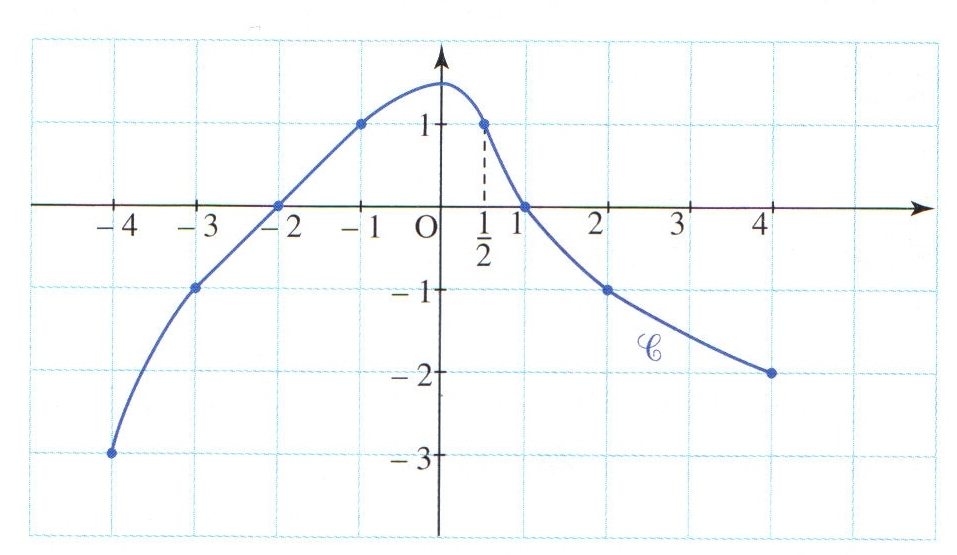 1
− 4 − 3 − 2 − 1 O 1/2 1 2 3 4
− 1
𝒞
− 2
− 3